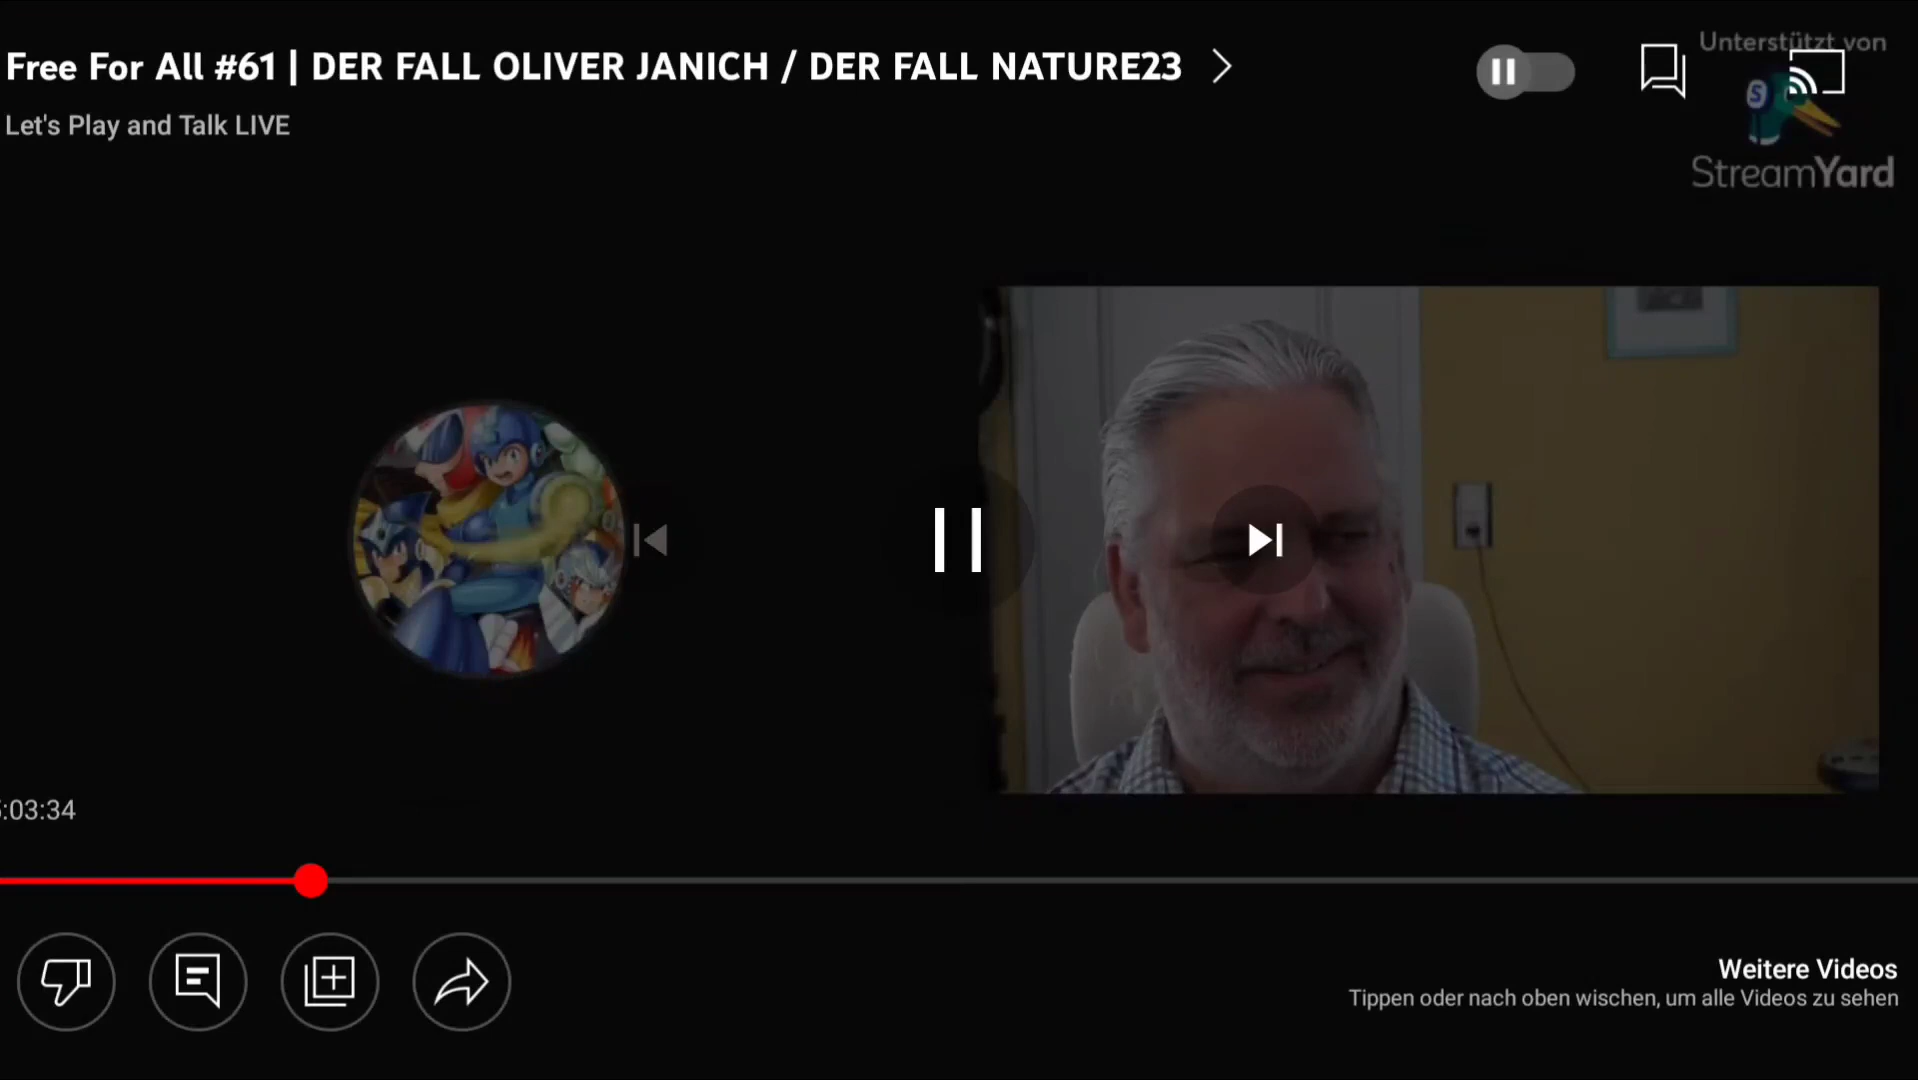 Free For All #61 | DER FALL OLIVER JANICH / DER FALL NATURE23
Let's Play and Talk LIVE
Unterstützt von
S
StreamYard
:03:34
Weitere Videos
Tippen oder nach oben wischen, um alle Videos zu sehen